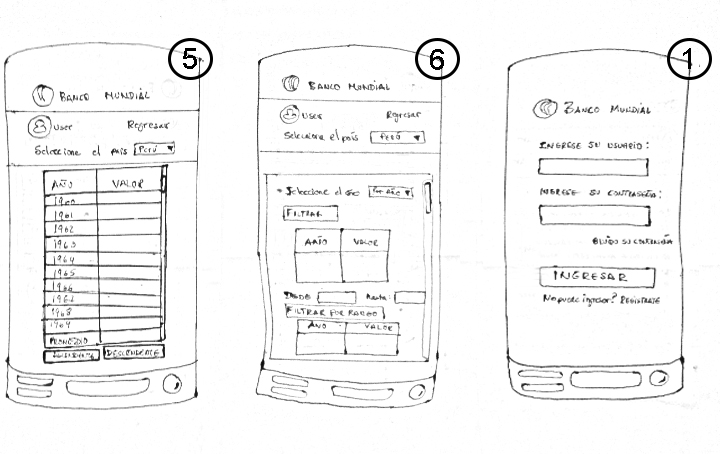 5
BANCO MUNDIAL
User Regresar
Seleccione el país Perú
AÑO VALOR
1960
1961
1962
1963
1964
1965
1966
1967
1968
1969
PROMEDIO
DESCENDENTE
6
BANCO MUNDIAL
User Regresar
Seleccione el país PERÚ
Seleccione el año Por Año
FILTRAR
AÑO VALOR
DESDE Hasta:
FILTRAR POR RANGO
AÑO VALOR
1
BANCO MUNDIAL
INGRESE SU USUARIO:
INGRESE SU CONTRASEÑA:
OLVIDO SU CONTRASEÑA
INGRESAR
No puede ingresar? REGISTRATE